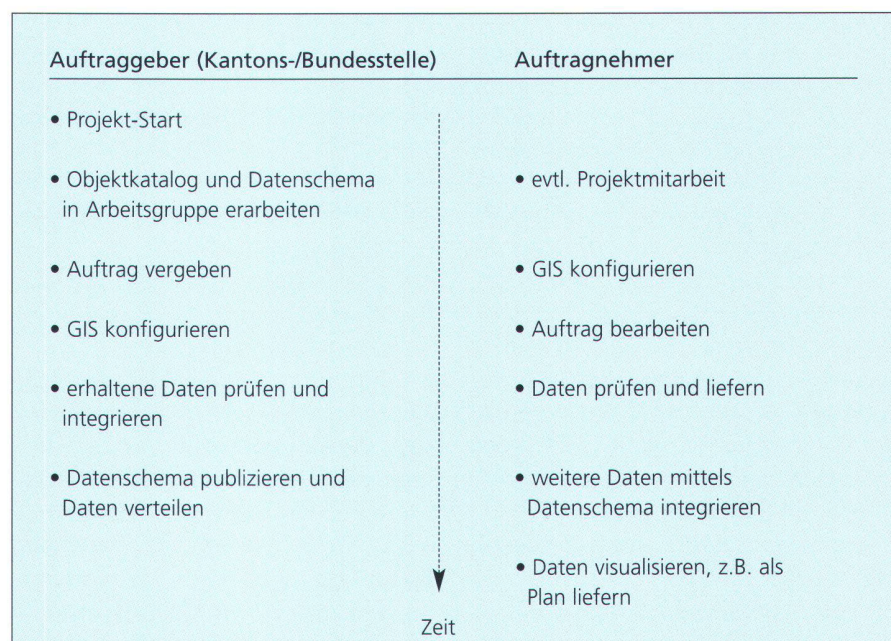 Auftraggeber (Kantons-/Bundesstelle)
Auftragnehmer
• Projekt-Start
• Objektkatalog und Datenschema
in Arbeitsgruppe erarbeiten
• evtl. Projektmitarbeit
• Auftrag vergeben
• GIS konfigurieren
• GIS konfigurieren
• Auftrag bearbeiten
• erhaltene Daten prüfen und
integrieren
• Daten prüfen und liefern
• Datenschema publizieren und
Daten verteilen
• weitere Daten mittels
Datenschema integrieren
• Daten visualisieren, z.B. als
Plan liefern
Zeit